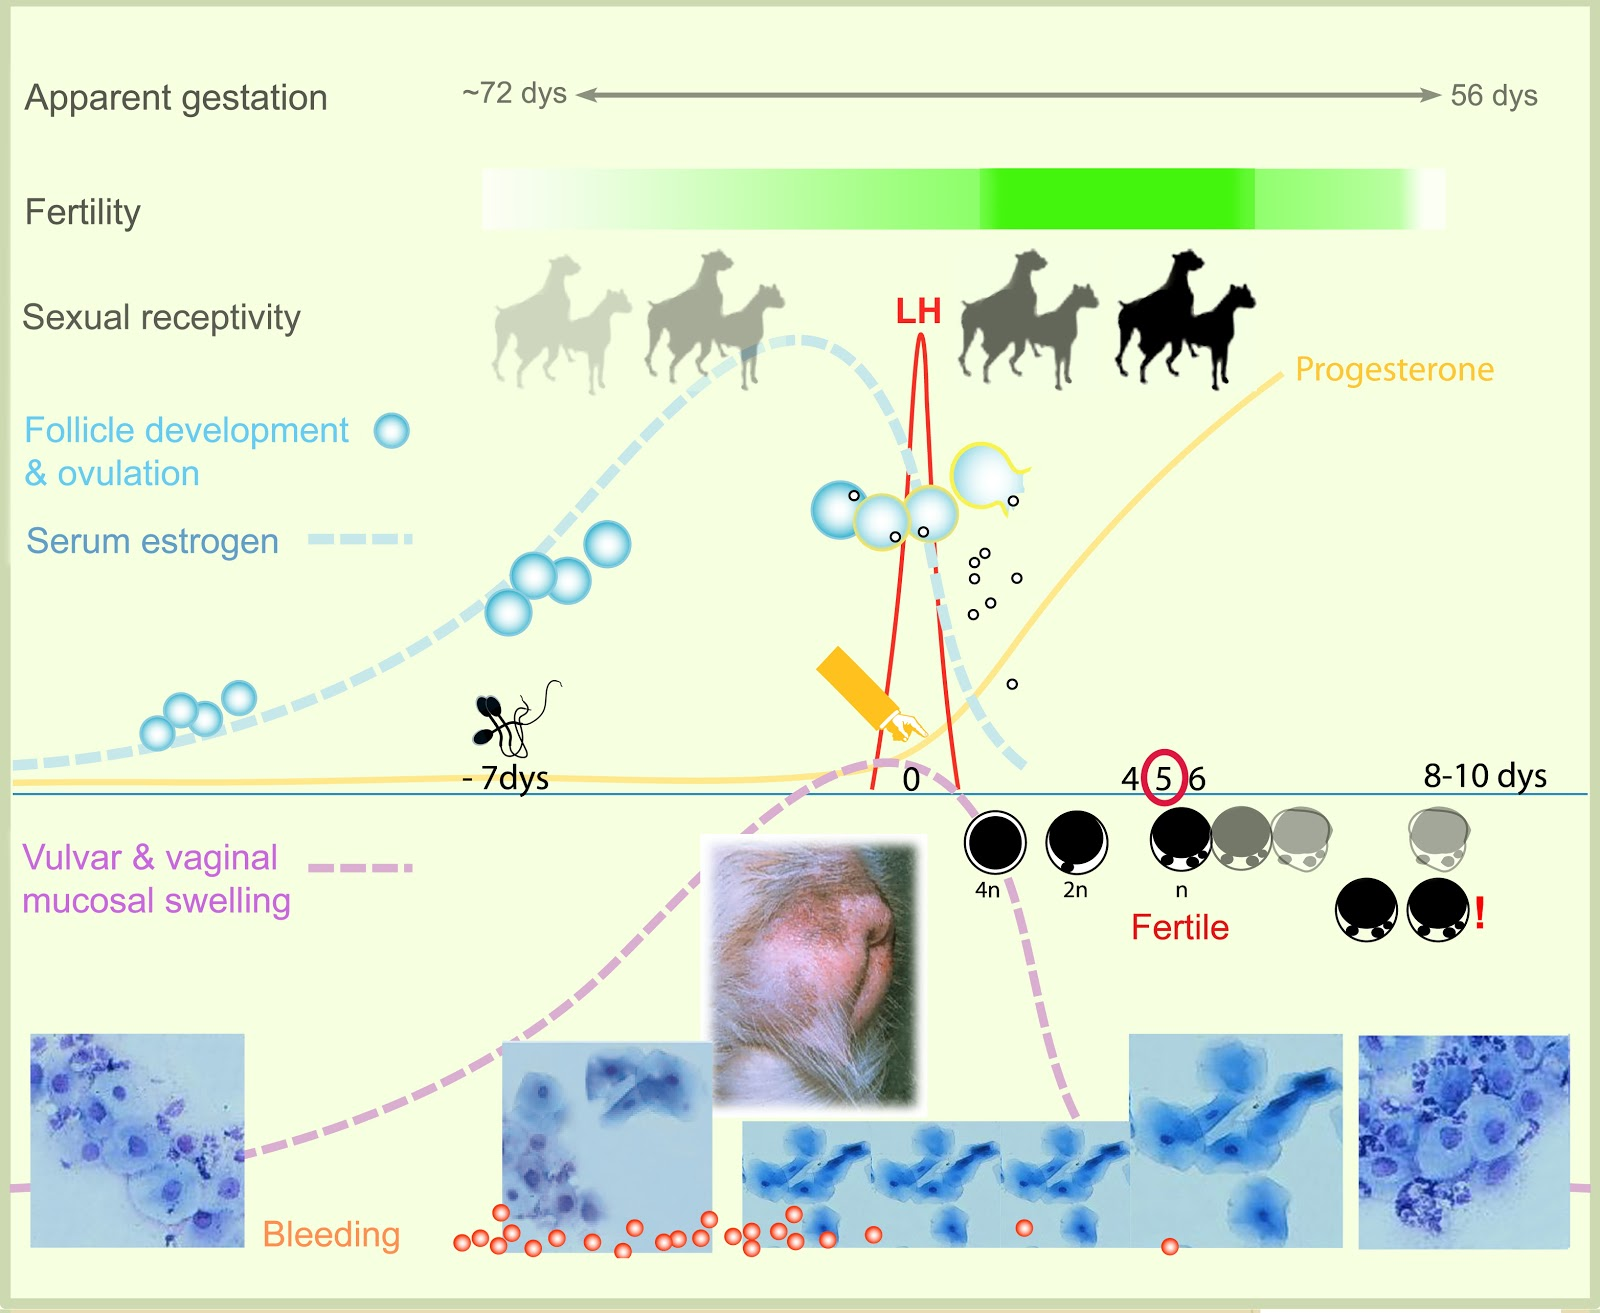 Apparent gestation
~72 dys
56 dys
Fertility
Sexual receptivity
LH
Progesterone
Follicle development
& ovulation
Serum estrogen
- 7dys
0
4 5 6
8-10 dys
Vulvar & vaginal
mucosal swelling
4n
2n
n
Fertile
!
Bleeding